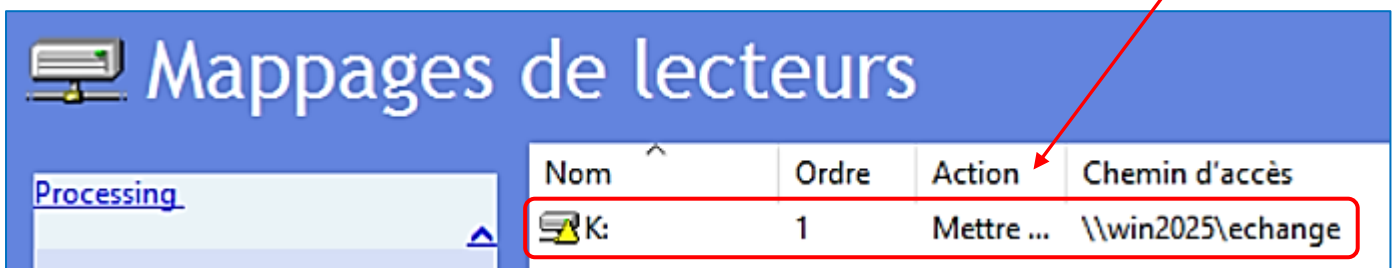 Mappages de lecteurs
Processing
Nom Ordre Action Chemin d'accès
K: 1 Mettre ... \\win2025\echange